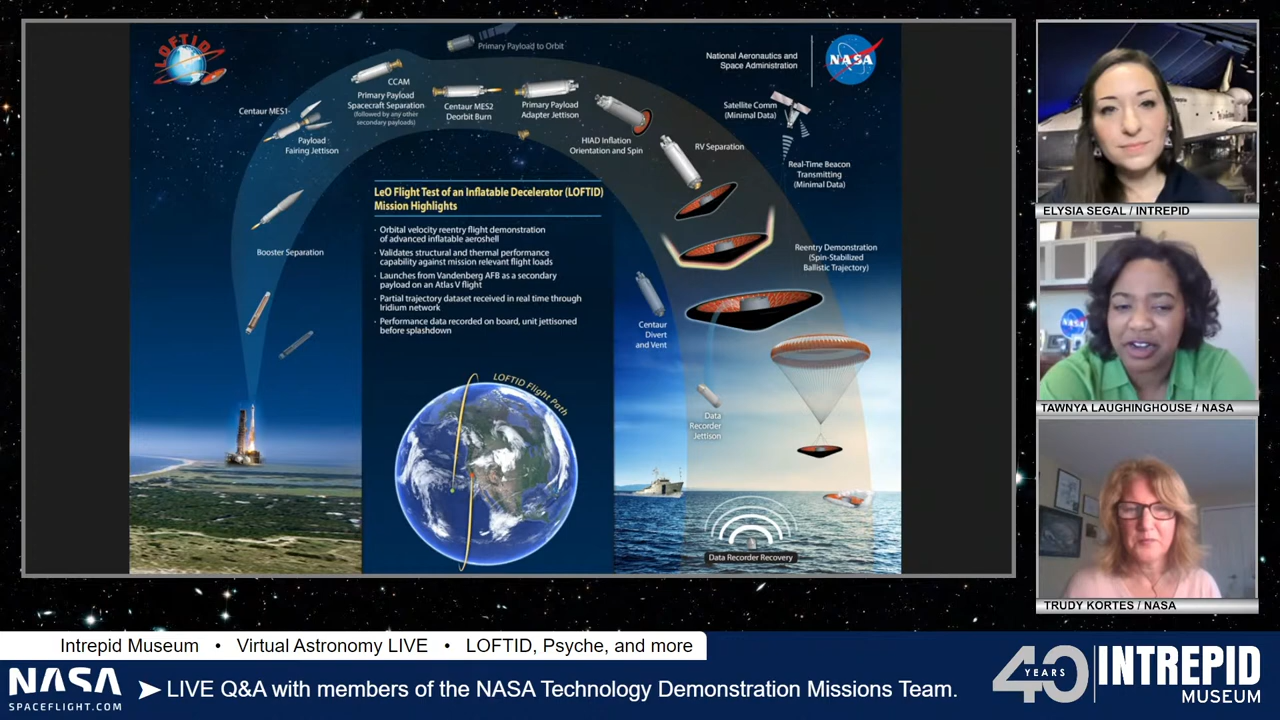 LOFTID
Primary Payload to Orbit
National Aeronautics and
Space Administration
NASA
CCAM
Primary Payload
Spacecraft Separation
(followed by any other
secondary payloads)
Centaur MES1
Payload
Fairing Jettison
Centaur MES2
Deorbit Burn
Primary Payload
Adapter Jettison
HIAD Inflation
Orientation and Spin
RV Separation
Satellite Comm
(Minimal Data)
Real-Time Beacon
Transmitting
(Minimal Data)
Booster Separation
LeO Flight Test of an Inflatable Decelerator (LOFTID)
Mission Highlights
· Orbital velocity reentry flight demonstration
of advanced inflatable aeroshell
· Validates structural and thermal performance
capability against mission relevant flight loads
· Launches from Vandenberg AFB as a secondary
payload on an Atlas V flight
· Partial trajectory dataset received in real time through
Iridium network
· Performance data recorded on board, unit jettisoned
before splashdown
LOFTID Flight Path
Reentry Demonstration
(Spin-Stabilized
Ballistic Trajectory)
Centaur
Divert
and Vent
Data
Recorder
Jettison
Data Recorder Recovery
ELYSIA SEGAL / INTREPID
NASA
TAWNYA LAUGHINGHOUSE / NASA
TRUDY KORTES / NASA
Intrepid Museum • Virtual Astronomy LIVE • LOFTID, Psyche, and more
NASA
SPACEFLIGHT.COM
LIVE Q&A with members of the NASA Technology Demonstration Missions Team.
40
YEARS
INTREPID
MUSEUM